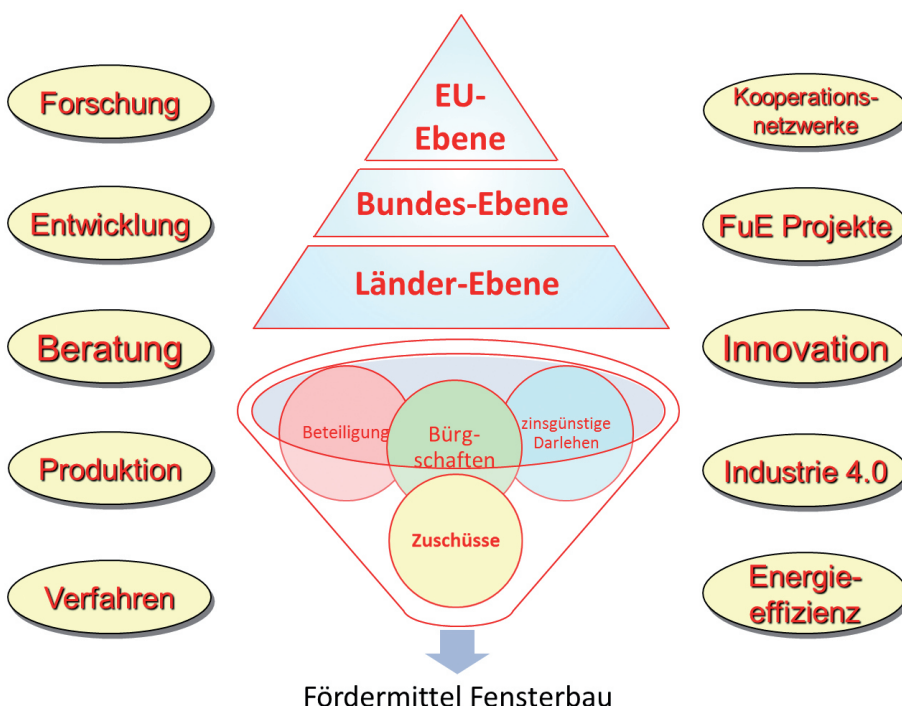 Forschung
Entwicklung
Beratung
Produktion
Verfahren
EU-
Ebene
Bundes-Ebene
Länder-Ebene
Beteiligung
Bürg-
schaften
zinsgünstige
Darlehen
Zuschüsse
Fördermittel Fensterbau
Kooperations-
netzwerke
FuE Projekte
Innovation
Industrie 4.0
Energie-
effizienz